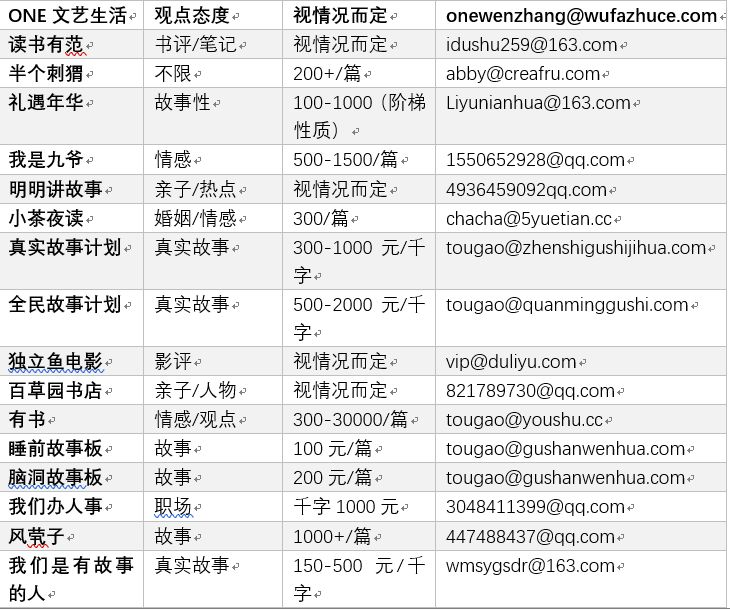 ONE 文艺生活 观点态度 视情况而定 onewenzhang@wufazhuce.com
读书有范 书评/笔记 视情况而定 idushu259@163.com
半个刺猬 不限 200+/篇 abby@creafru.com
礼遇年华 故事性 100-1000（阶梯 Liyunianhua@163.com
性质）
我是九爷 情感 500-1500/篇 1550652928@qq.com
明明讲故事 亲子/热点 视情况而定 4936459092qq.com
小茶夜读 婚姻/情感 300/篇 chacha@5yuetian.cc
真实故事计划 真实故事 300-1000 元/千 tougao@zhenshigushijihua.com
字
全民故事计划 真实故事 500-2000 元/千 tougao@quanminggushi.com
字
独立鱼电影 影评 视情况而定 vip@duliyu.com
百草园书店 亲子/人物 视情况而定 821789730@qq.com
有书 情感/观点 300-30000/篇 tougao@youshu.cc
睡前故事板 故事 100 元/篇 tougao@gushanwenhua.com
脑洞故事板 故事 200 元/篇 tougao@gushanwenhua.com
我们办人事 职场 千字 1000 元 3048411399@qq.com
风茕子 故事 1000+/篇 447488437@qq.com
我们是有故事 真实故事 150-500 元/千 wmsygsdr@163.com
的人 字